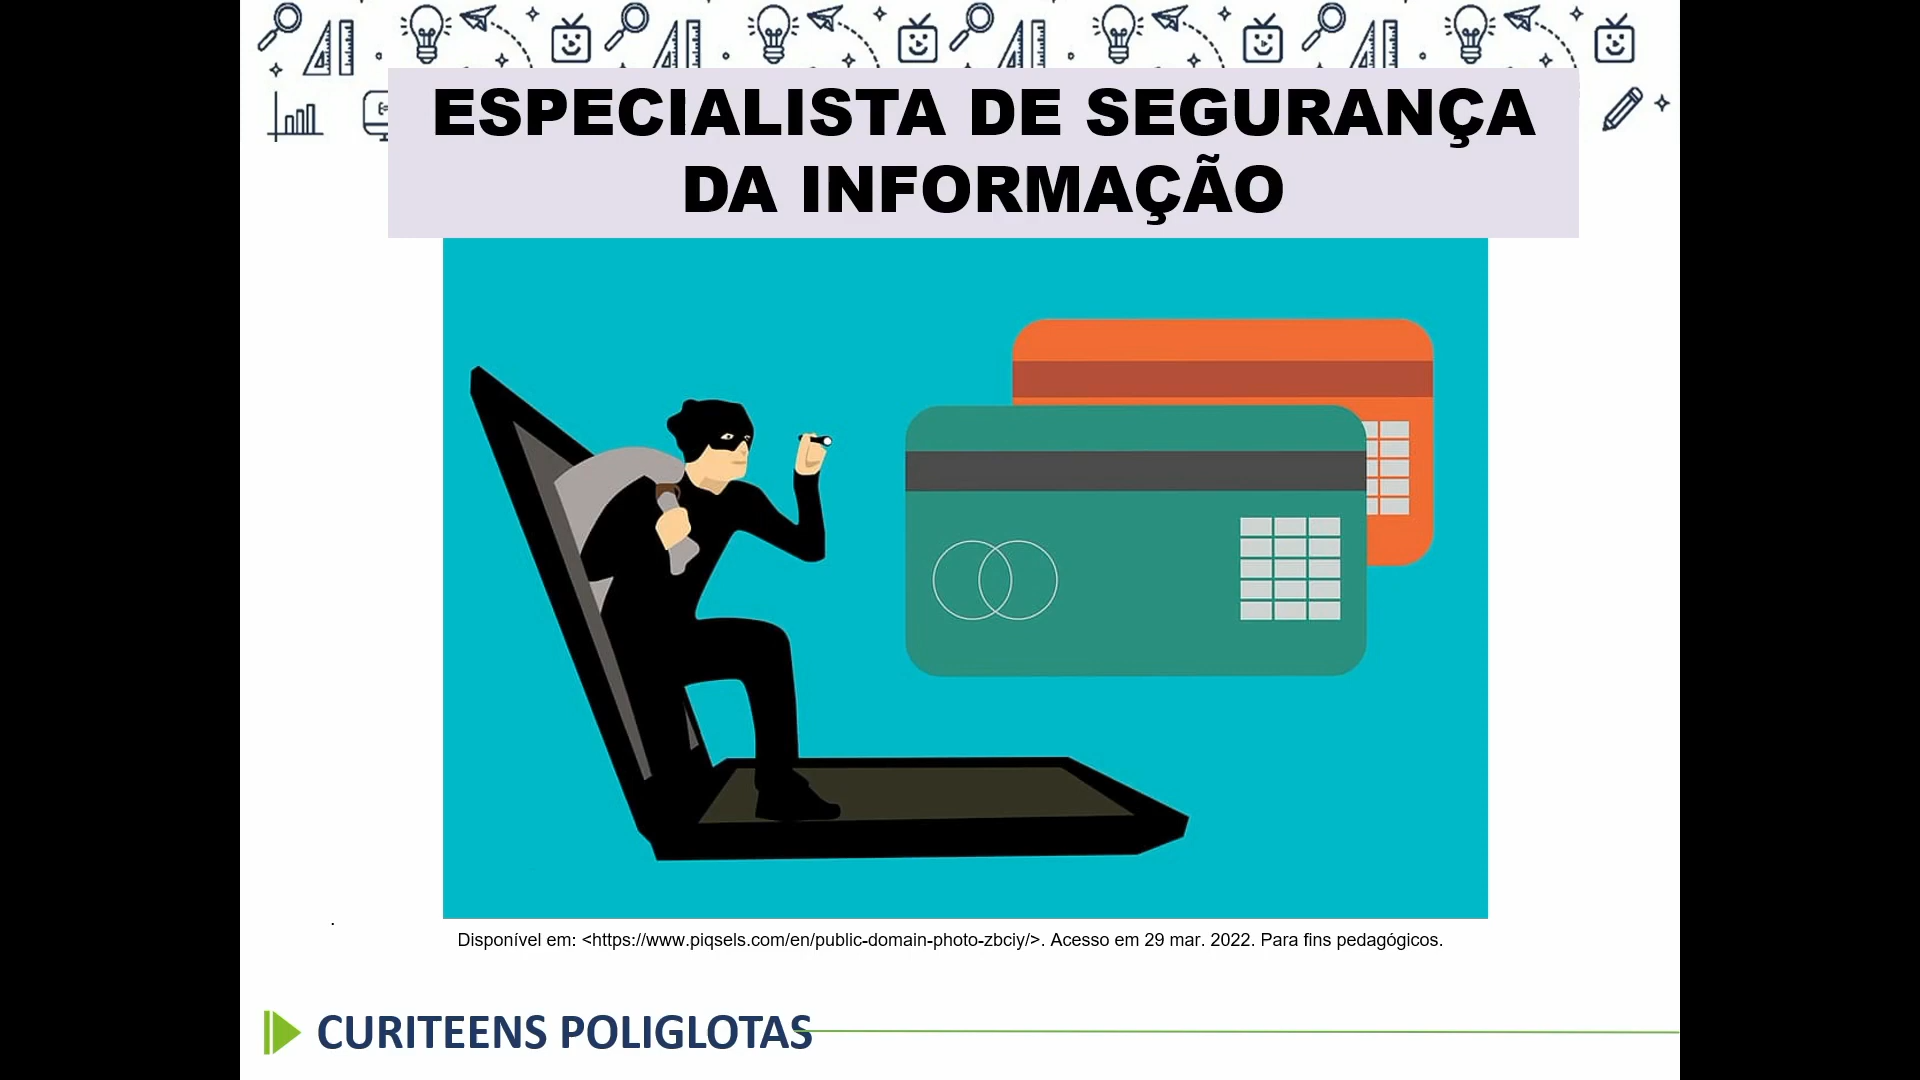 ESPECIALISTA DE SEGURANÇA
DA INFORMAÇÃO
Disponível em: <https://www.piqsels.com/en/public-domain-photo-zbciy/>. Acesso em 29 mar. 2022. Para fins pedagógicos.
CURITEENS POLIGLOTAS